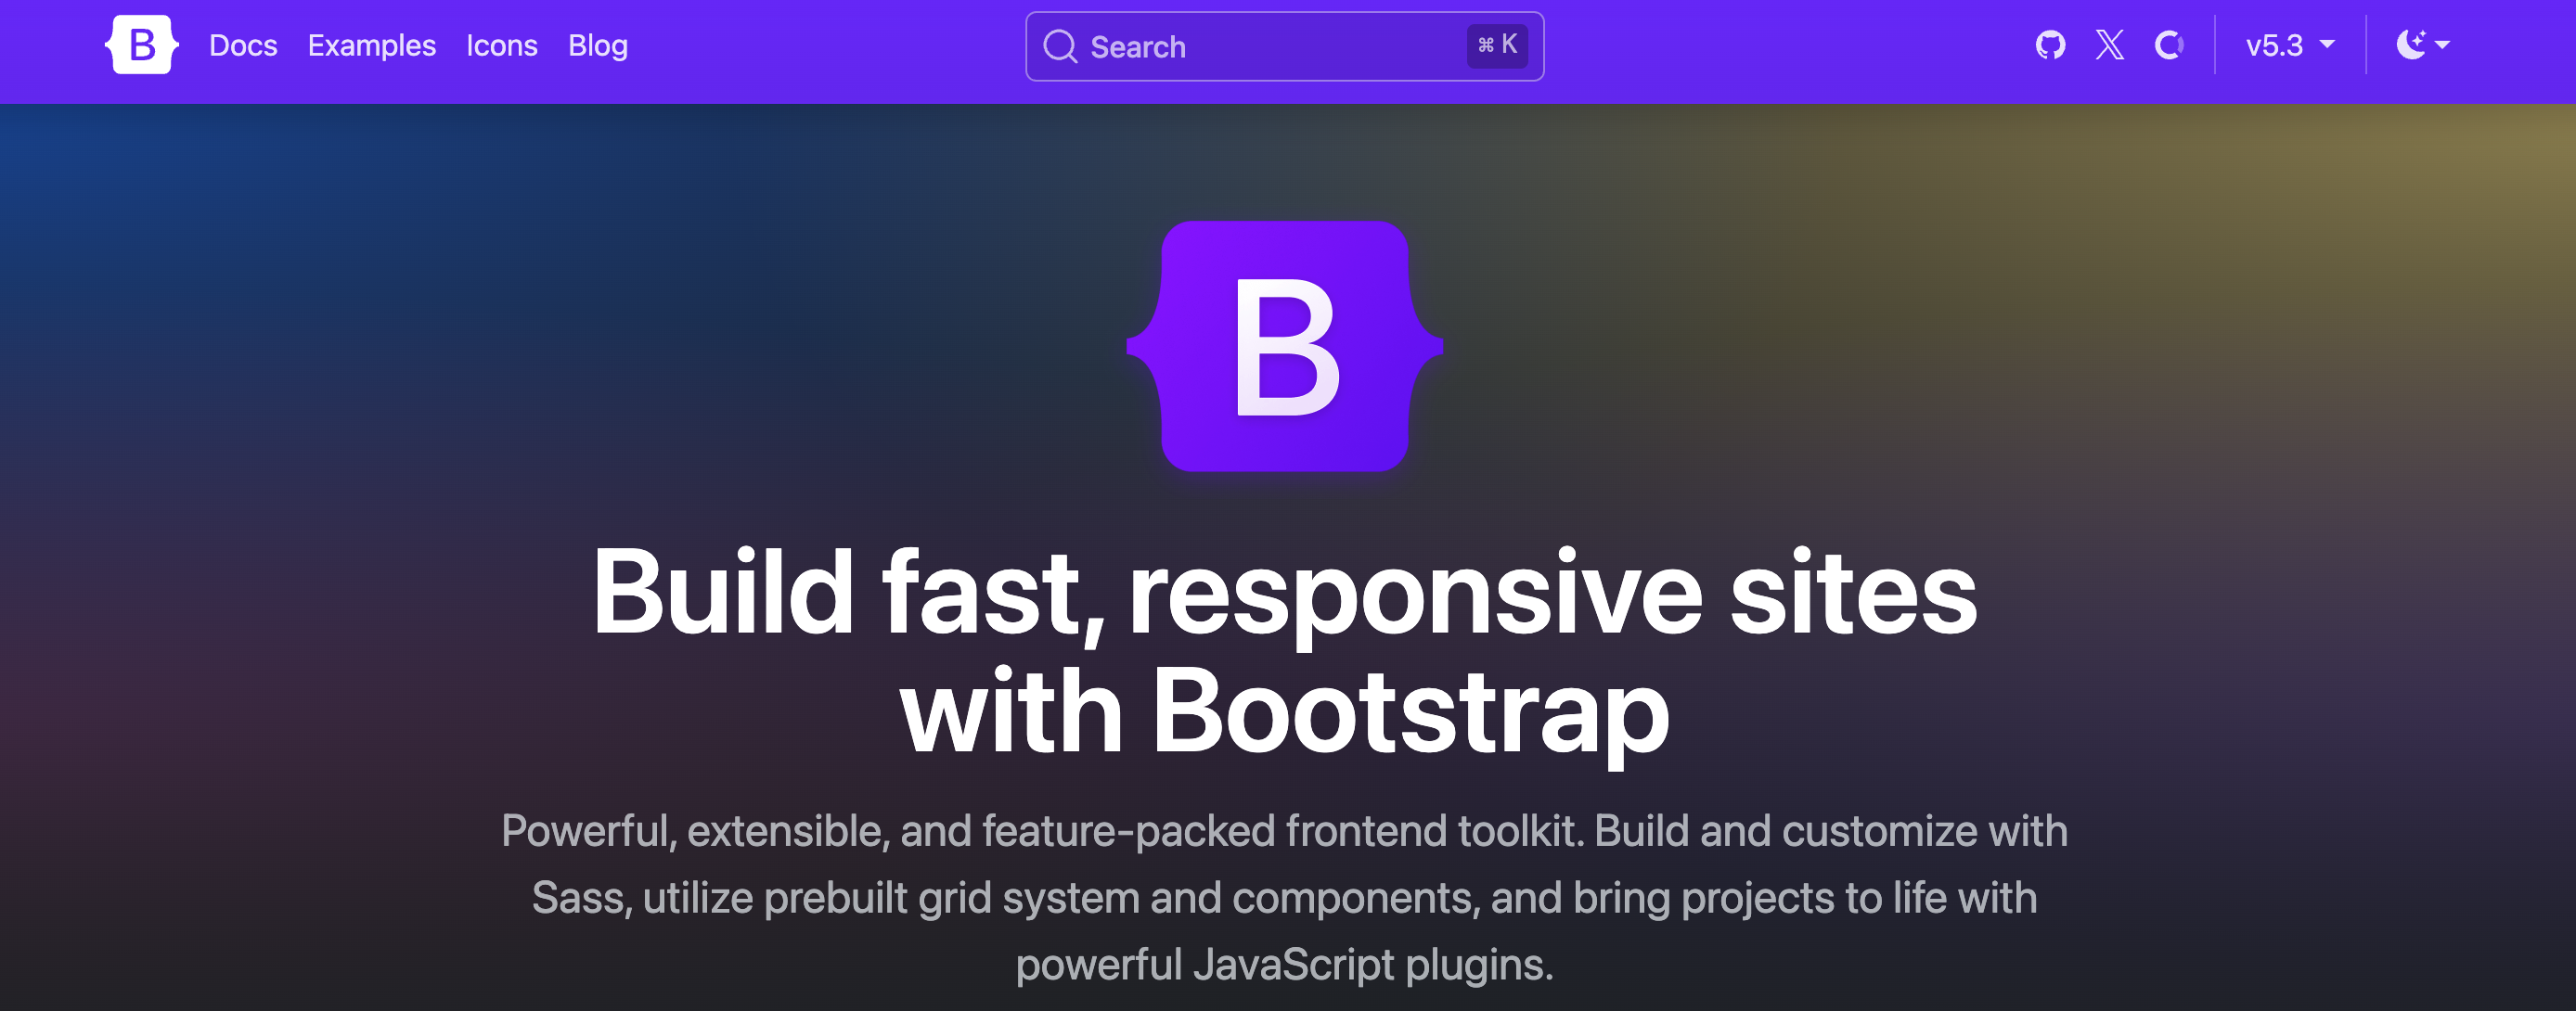 B Docs Examples Icons Blog Search ⌘ K v5.3
B
Build fast, responsive sites
with Bootstrap
Powerful, extensible, and feature-packed frontend toolkit. Build and customize with
Sass, utilize prebuilt grid system and components, and bring projects to life with
powerful JavaScript plugins.